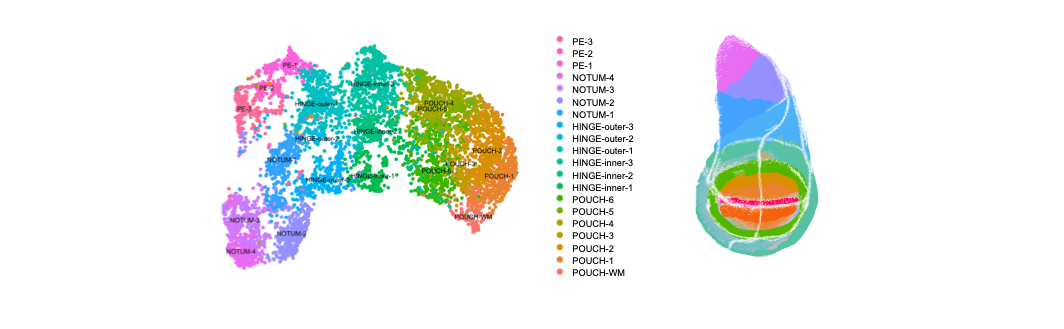 PE-1
PE-2
PE-3
HINGE-inner-3
HINGE-outer-1
POUCH-4
POUCH-5
HINGE-inner-2
HINGE-outer-2
POUCH-2
NOTUM-1
POUCH-3
POUCH-6
POUCH-1
HINGE-outer-3
HINGE-inner-1
NOTUM-3
POUCH-WM
NOTUM-2
NOTUM-4
PE-3
PE-2
PE-1
NOTUM-4
NOTUM-3
NOTUM-2
NOTUM-1
HINGE-outer-3
HINGE-outer-2
HINGE-outer-1
HINGE-inner-3
HINGE-inner-2
HINGE-inner-1
POUCH-6
POUCH-5
POUCH-4
POUCH-3
POUCH-2
POUCH-1
POUCH-WM